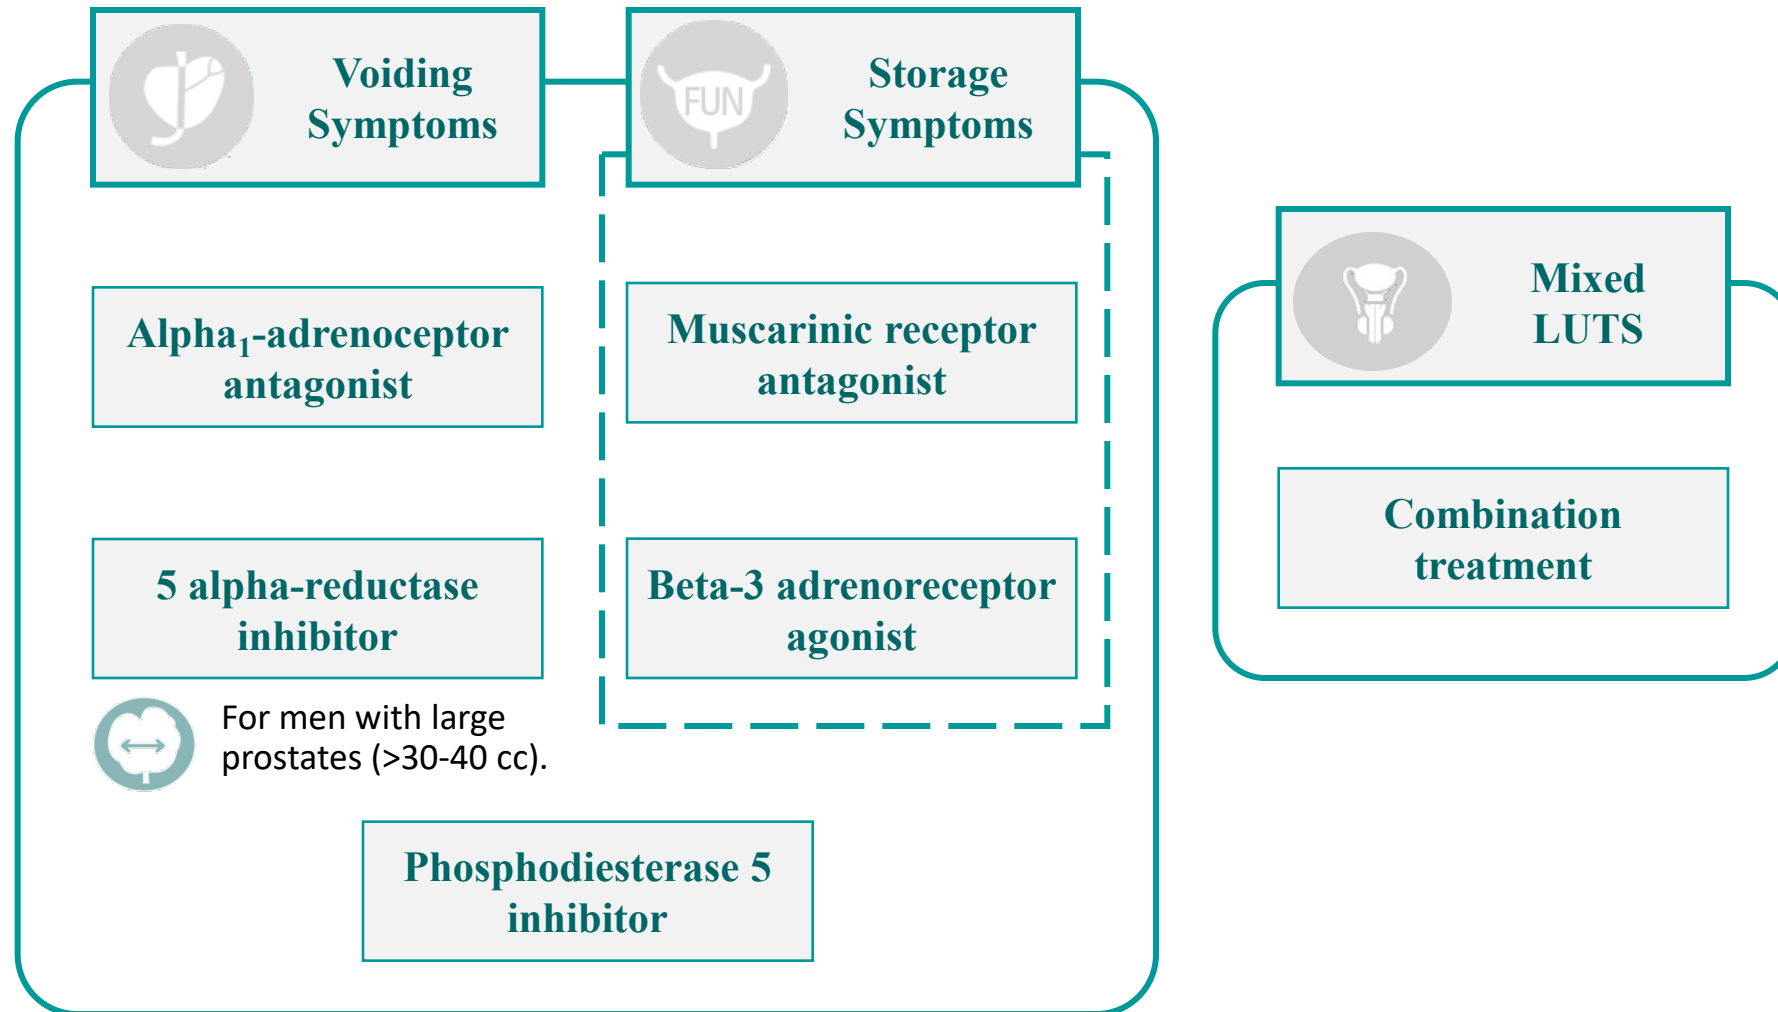 Voiding
Symptoms
FUN
Storage
Symptoms
Alpha₁-adrenoceptor
antagonist
Muscarinic receptor
antagonist
5 alpha-reductase
inhibitor
Beta-3 adrenoreceptor
agonist
For men with large
prostates (>30-40 cc).
Phosphodiesterase 5
inhibitor
Mixed
LUTS
Combination
treatment